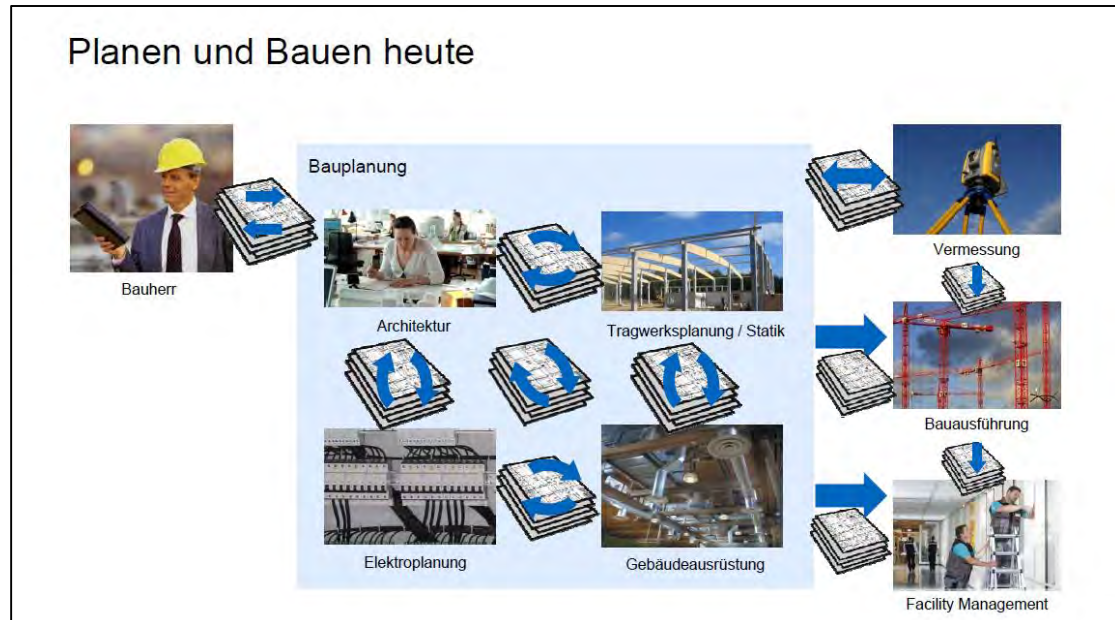 Planen und Bauen heute
Bauherr
Bauplanung
Architektur
Tragwerksplanung / Statik
Elektroplanung
Gebäudeausrüstung
Vermessung
Bauausführung
Facility Management